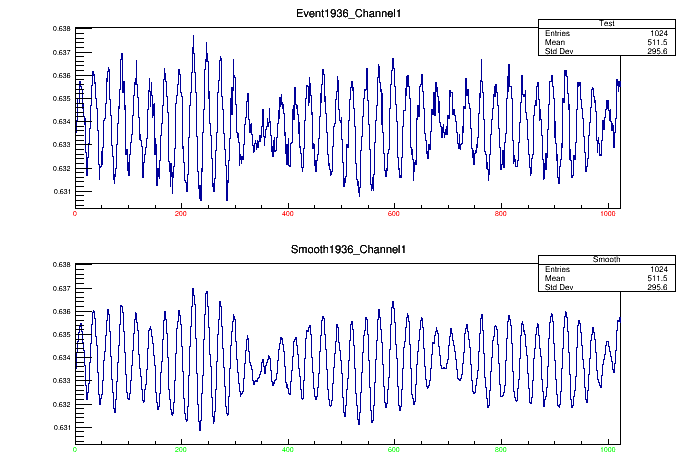 Event1936_Channel1
Test
Entries 1024
Mean 511.5
Std Dev 295.6
0.638
0.637
0.636
0.635
0.634
0.633
0.632
0.631
0 200 400 600 800 1000
Smooth1936_Channel1
Smooth
Entries 1024
Mean 511.5
Std Dev 295.6
0.638
0.637
0.636
0.635
0.634
0.633
0.632
0.631
0 200 400 600 800 1000